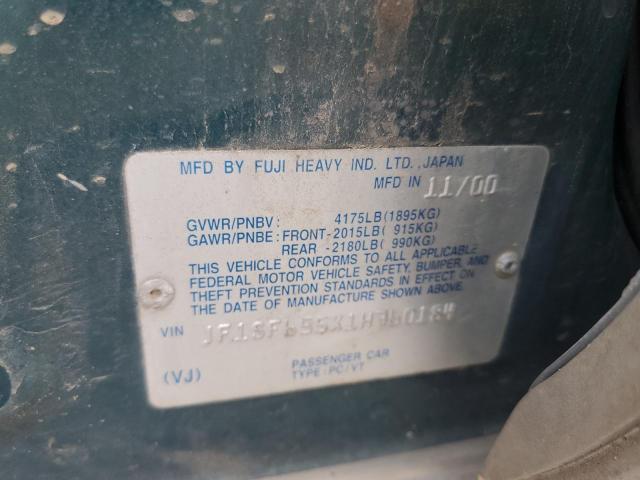 MFD BY FUJI HEAVY IND. LTD., JAPAN
MFD IN 11/00
GVWR/PNBV: 4175LB(1895KG)
GAWR/PNBE: FRONT-2015LB( 915KG)
REAR -2180LB( 990KG)
THIS VEHICLE CONFORMS TO ALL APPLICABLE
FEDERAL MOTOR VEHICLE SAFETY, BUMPER, AND
THEFT PREVENTION STANDARDS IN EFFECT ON
THE DATE OF MANUFACTURE SHOWN ABOVE.
VIN
(VJ)
PASSENGER CAR
TYPE:PC/VT